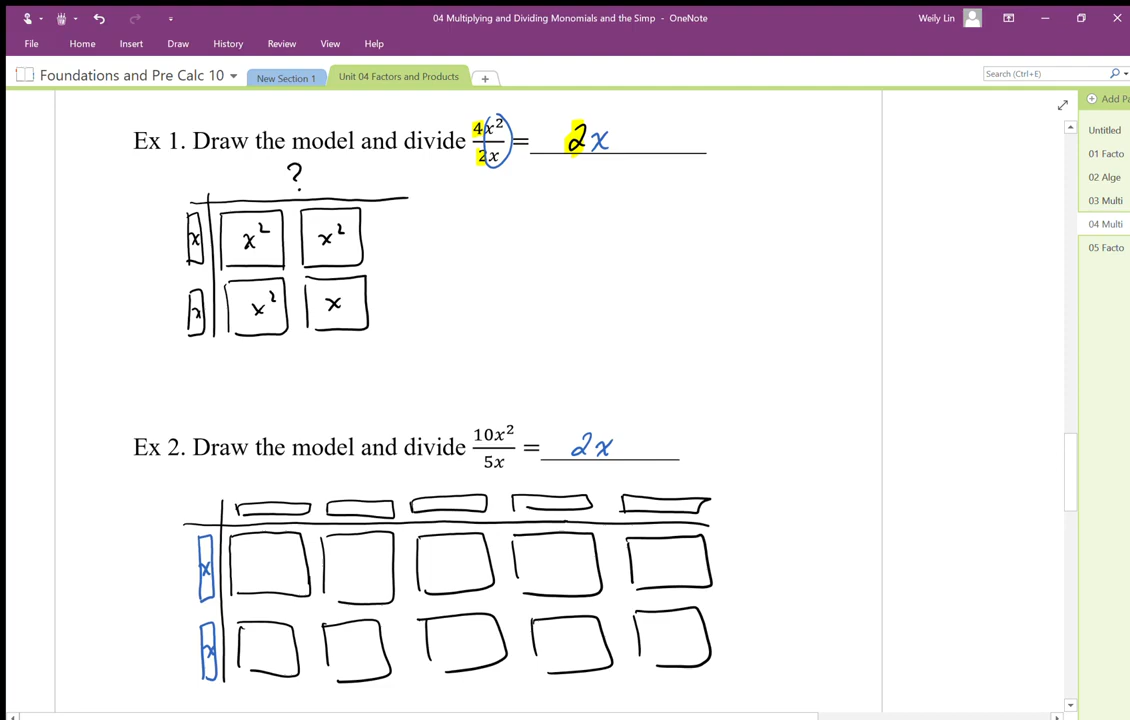 04 Multiplying and Dividing Monomials and the Simp - OneNote
Weily Lin
File Home Insert Draw History Review View Help
Foundations and Pre Calc 10
New Section 1
Unit 04 Factors and Products
Search (Ctrl+E)
Add Pa
Untitled
01 Facto
02 Alge
03 Multi
04 Multi
05 Facto
Ex 1. Draw the model and divide 4x²/2x = 2x
?
x x² x²
x x² x
Ex 2. Draw the model and divide 10x²/5x = 2x
x
x